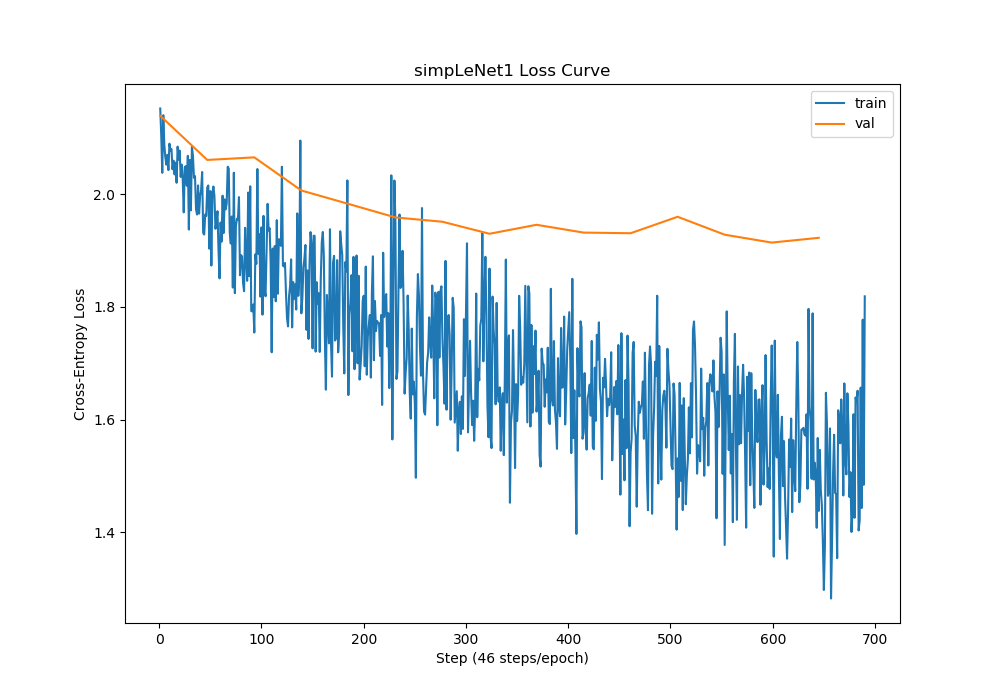 simpLeNet1 Loss Curve
train
val
2.0
1.8
1.6
1.4
Cross-Entropy Loss
0 100 200 300 400 500 600 700
Step (46 steps/epoch)